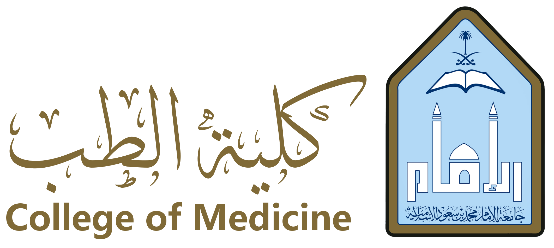 كلية الطب
College of Medicine
الإمام
جامعة الإمام محمد بن سعود الإسلامية